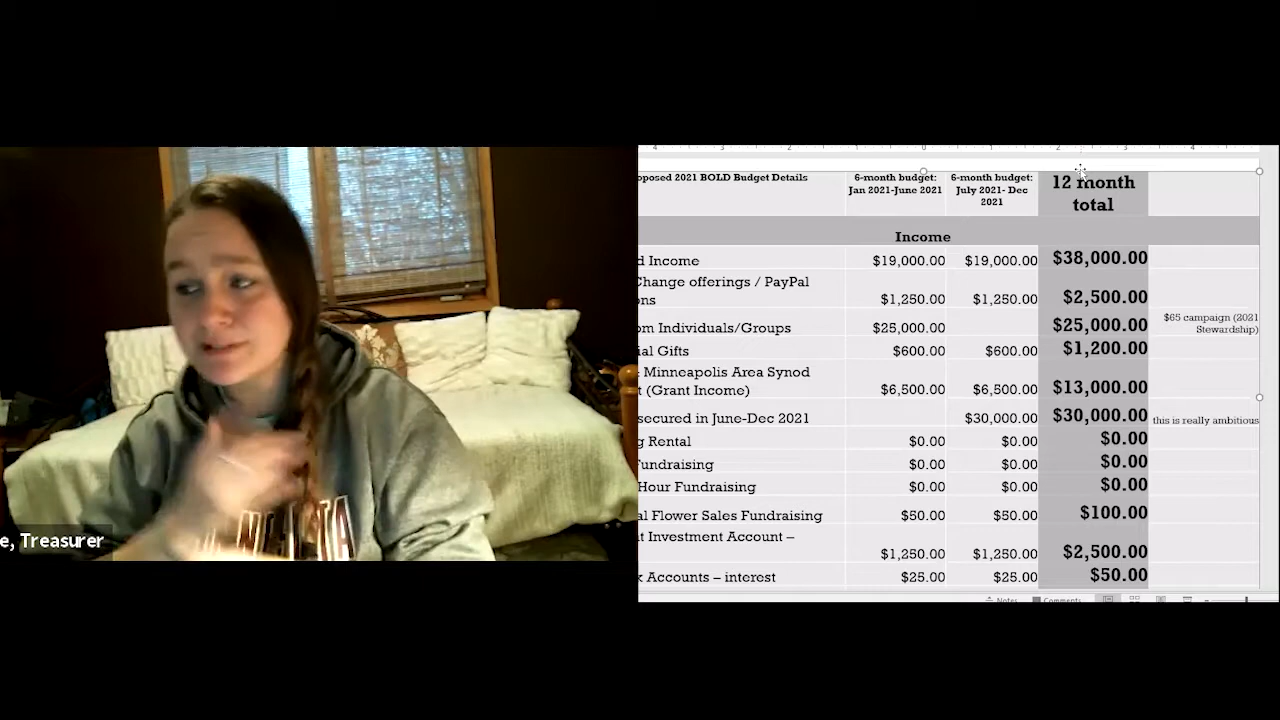 oposed 2021 BOLD Budget Details
6-month budget:
Jan 2021-June 2021
6-month budget:
July 2021- Dec
2021
12 month
total
Income
d Income $19,000.00 $19,000.00 $38,000.00
Change offerings / PayPal
ons $1,250.00 $1,250.00 $2,500.00
om Individuals/Groups $25,000.00 $25,000.00
$65 campaign (2021
Stewardship)
ial Gifts $600.00 $600.00 $1,200.00
Minneapolis Area Synod
t (Grant Income) $6,500.00 $6,500.00 $13,000.00
secured in June-Dec 2021 $30,000.00 $30,000.00 this is really ambitious
g Rental $0.00 $0.00 $0.00
Fundraising $0.00 $0.00 $0.00
Hour Fundraising $0.00 $0.00 $0.00
al Flower Sales Fundraising $50.00 $50.00 $100.00
t Investment Account –
$1,250.00 $1,250.00 $2,500.00
k Accounts – interest $25.00 $25.00 $50.00
Notes Comments
e, Treasurer